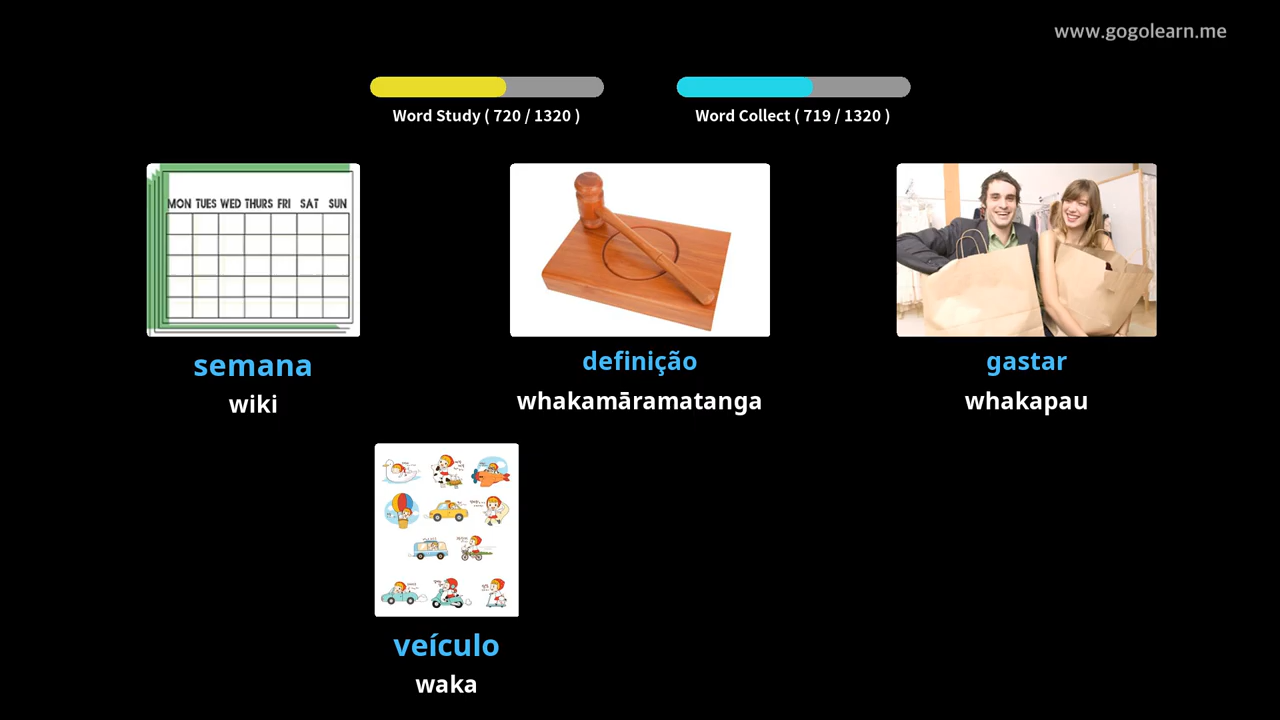 www.gogolearn.me
Word Study ( 720 / 1320 )
Word Collect ( 719 / 1320 )
MON TUES WED THURS FRI SAT SUN
semana
wiki
definição
whakamāramatanga
gastar
whakapau
veículo
waka